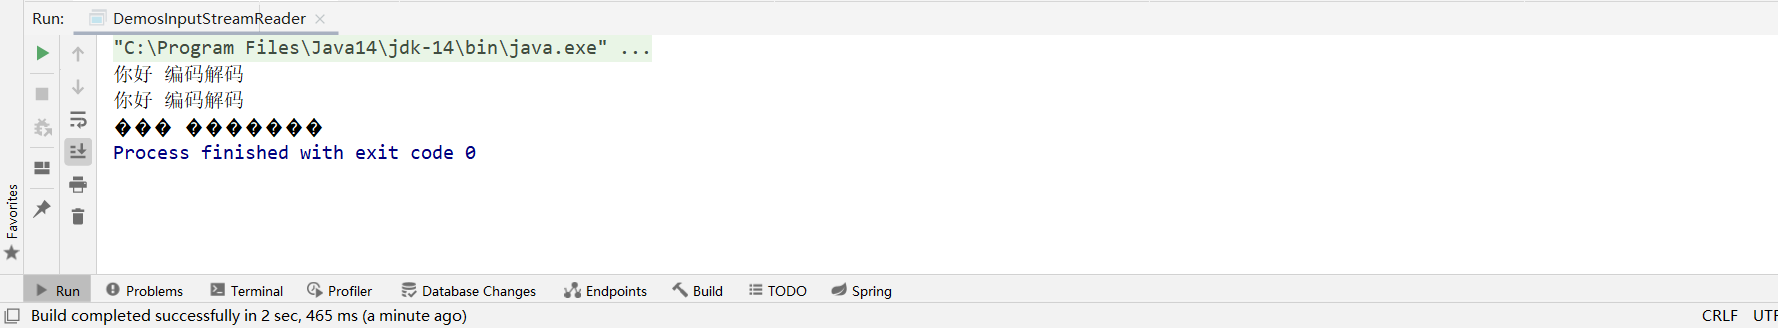 Run: DemosInputStreamReader
"C:\Program Files\Java14\jdk-14\bin\java.exe" ...
你好 编码解码
你好 编码解码
��� �������
Process finished with exit code 0
Favorites
Run Problems Terminal Profiler Database Changes Endpoints Build TODO Spring
Build completed successfully in 2 sec, 465 ms (a minute ago) CRLF UTF